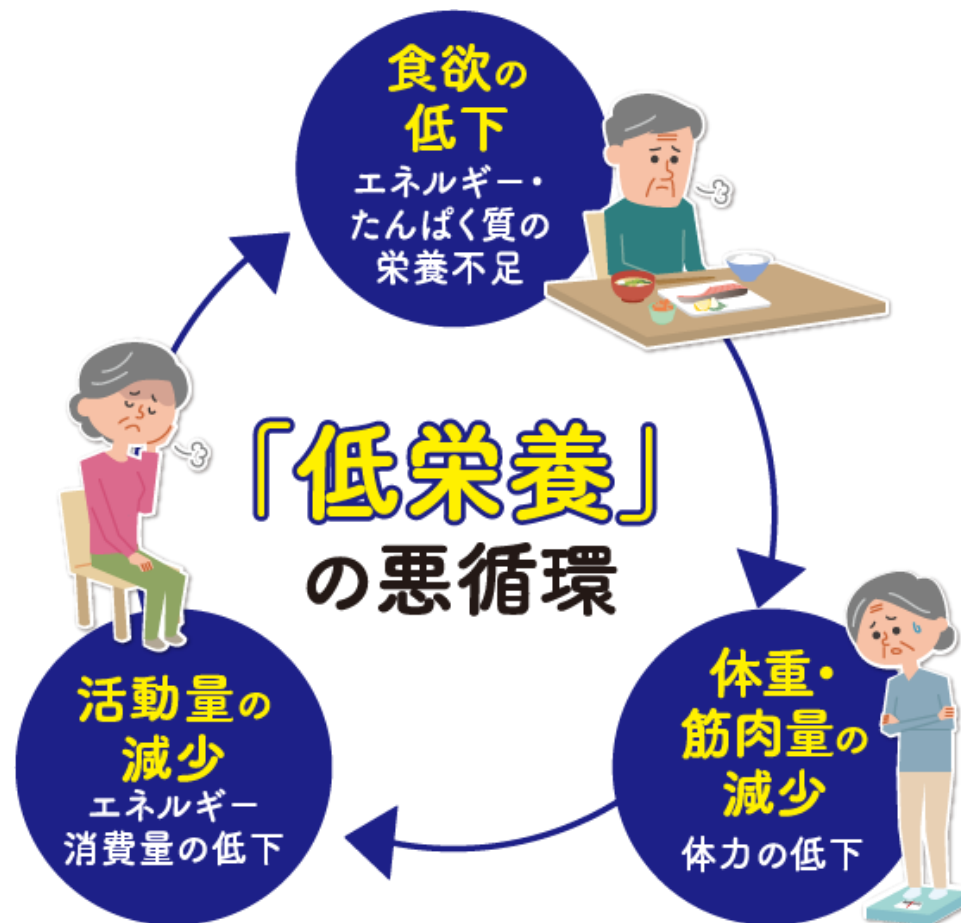 食欲の
低下
エネルギー・
たんぱく質の
栄養不足
「低栄養」
の悪循環
体重・
筋肉量の
減少
体力の低下
活動量の
減少
エネルギー
消費量の低下